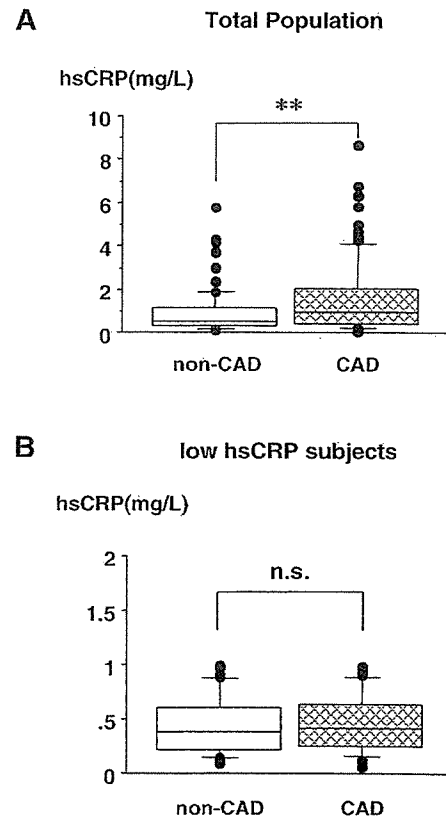 A
Total Population
hsCRP(mg/L)
**
10
8
6
4
2
0
non-CAD CAD
B
low hsCRP subjects
hsCRP(mg/L)
n.s.
2
1.5
1
.5
0
non-CAD CAD